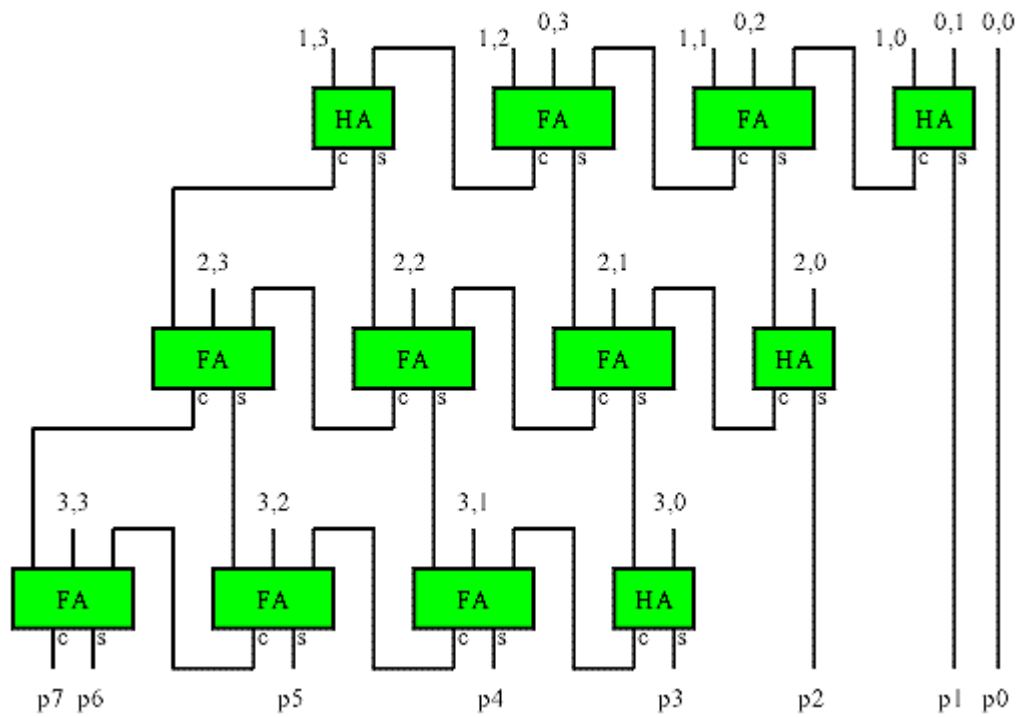 1,3 1,2 0,3 1,1 0,2 1,0 0,1 0,0
HA FA FA HA
c s c s c s c s
2,3 2,2 2,1 2,0
FA FA FA HA
c s c s c s c s
3,3 3,2 3,1 3,0
FA FA FA HA
c s c s c s c s
p7 p6 p5 p4 p3 p2 p1 p0